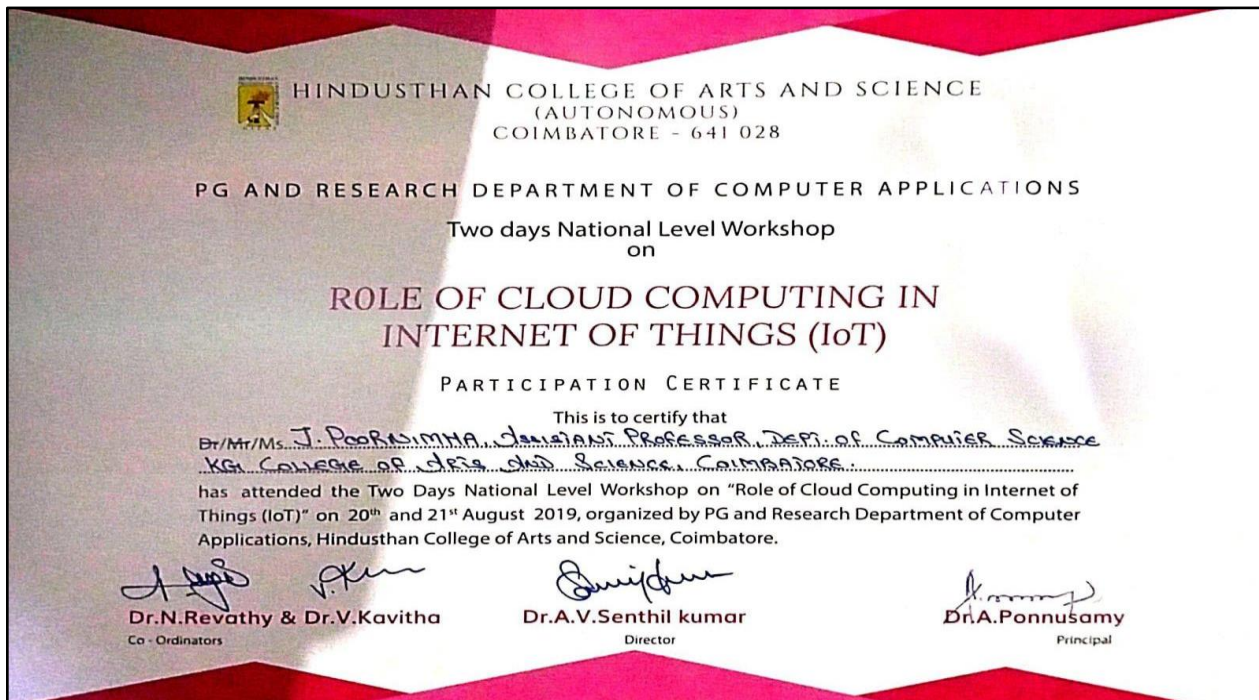 HINDUSTHAN COLLEGE OF ARTS AND SCIENCE
(AUTONOMOUS)
COIMBATORE - 641 028
PG AND RESEARCH DEPARTMENT OF COMPUTER APPLICATIONS
Two days National Level Workshop
on
ROLE OF CLOUD COMPUTING IN
INTERNET OF THINGS (IoT)
PARTICIPATION CERTIFICATE
This is to certify that
Dr/Mr/Ms. J. POORNIMHA, ASSISTANT PROFESSOR, DEPT. OF COMPUTER SCIENCE
KG COLLEGE OF ARTS AND SCIENCE, COIMBATORE.
has attended the Two Days National Level Workshop on "Role of Cloud Computing in Internet of
Things (IoT)" on 20th and 21st August 2019, organized by PG and Research Department of Computer
Applications, Hindusthan College of Arts and Science, Coimbatore.
Dr.N.Revathy & Dr.V.Kavitha Dr.A.V.Senthil kumar Dr.A.Ponnusamy
Co - Ordinators Director Principal